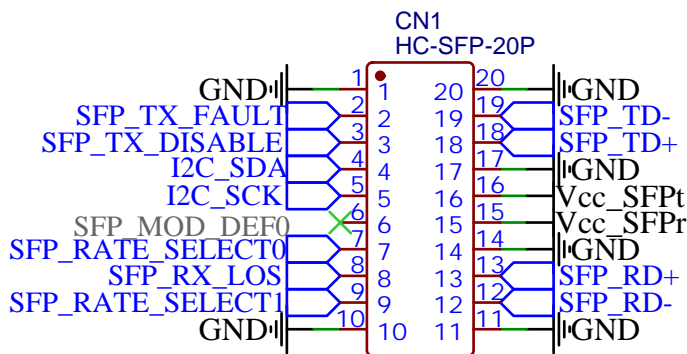 CN1
HC-SFP-20P
GND 1 1 20 20 GND
SFP_TX_FAULT 2 2 19 19 SFP_TD-
SFP_TX_DISABLE 3 3 18 18 SFP_TD+
I2C_SDA 4 4 17 17 GND
I2C_SCK 5 5 16 16 Vcc_SFPt
SFP_MOD_DEF0 6 6 15 15 Vcc_SFPr
SFP_RATE_SELECT0 7 7 14 14 GND
SFP_RX_LOS 8 8 13 13 SFP_RD+
SFP_RATE_SELECT1 9 9 12 12 SFP_RD-
GND 10 10 11 11 GND